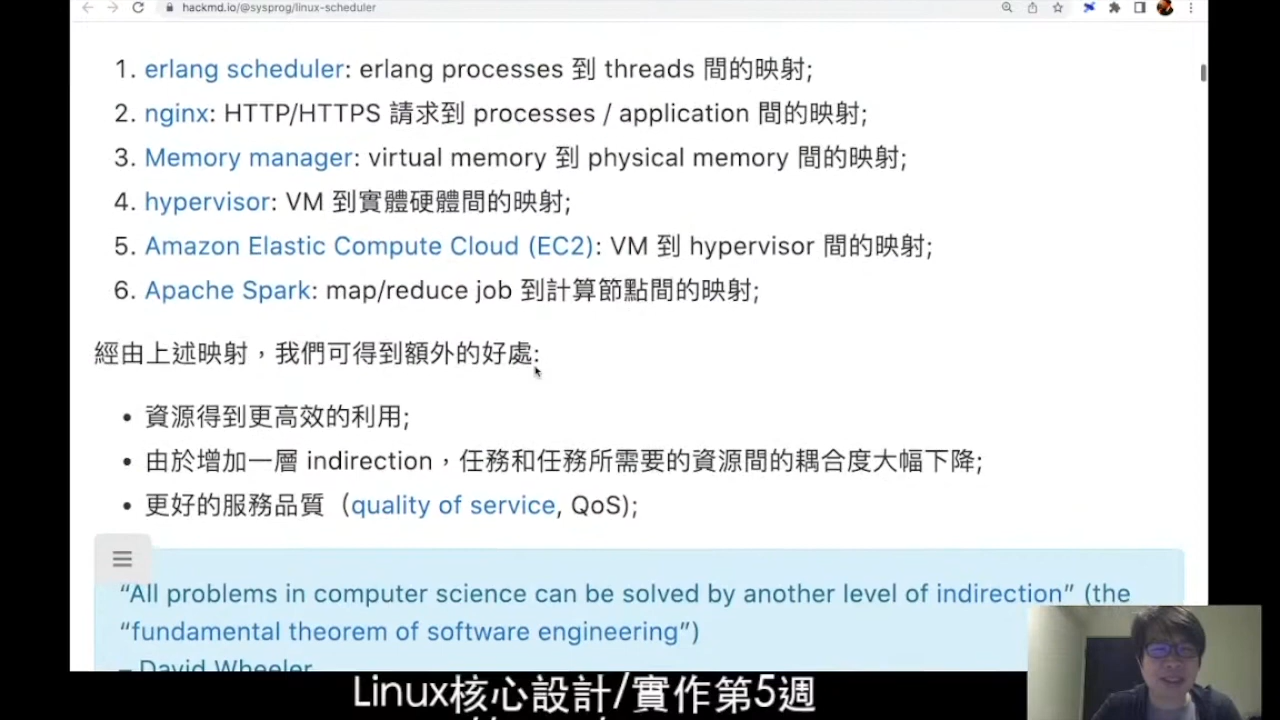 hackmd.io/@sysprog/linux-scheduler
1. erlang scheduler: erlang processes 到 threads 間的映射;
2. nginx: HTTP/HTTPS 請求到 processes / application 間的映射;
3. Memory manager: virtual memory 到 physical memory 間的映射;
4. hypervisor: VM 到實體硬體間的映射;
5. Amazon Elastic Compute Cloud (EC2): VM 到 hypervisor 間的映射;
6. Apache Spark: map/reduce job 到計算節點間的映射;
經由上述映射，我們可得到額外的好處:
• 資源得到更高效的利用;
• 由於增加一層 indirection，任務和任務所需要的資源間的耦合度大幅下降;
• 更好的服務品質（quality of service, QoS);
“All problems in computer science can be solved by another level of indirection” (the
“fundamental theorem of software engineering”)
– David Wheeler
Linux核心設計/實作第5週